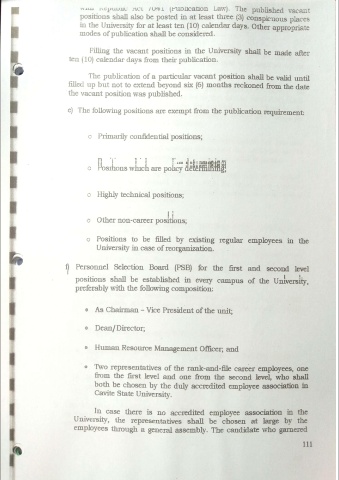 with Republic Act 7041 (Publication Law). The published vacant
positions shall also be posted in at least three (3) conspicuous places
in the University for at least ten (10) calendar days. Other appropriate
modes of publication shall be considered.
Filling the vacant positions in the University shall be made after
ten (10) calendar days from their publication.
The publication of a particular vacant position shall be valid until
filled up but not to extend beyond six (6) months reckoned from the date
the vacant position was published.
e) The following positions are exempt from the publication requirement:
o Primarily confidential positions;
o Positions which are policy determining;
o Highly technical positions;
o Other non-career positions;
o Positions to be filled by existing regular employees in the
University in case of reorganization.
f) Personnel Selection Board (PSB) for the first and second level
positions shall be established in every campus of the University,
preferably with the following composition:
• As Chairman – Vice President of the unit;
• Dean/Director;
• Human Resource Management Officer; and
• Two representatives of the rank-and-file career employees, one
from the first level and one from the second level, who shall
both be chosen by the duly accredited employee association in
Cavite State University.
In case there is no accredited employee association in the
University, the representatives shall be chosen at large by the
employees through a general assembly. The candidate who garnered
111